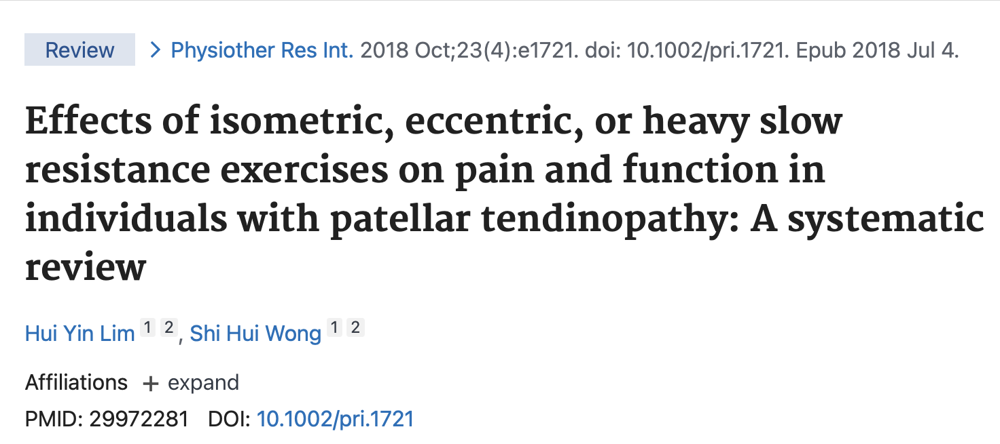 Review > Physiother Res Int. 2018 Oct;23(4):e1721. doi: 10.1002/pri.1721. Epub 2018 Jul 4.
Effects of isometric, eccentric, or heavy slow
resistance exercises on pain and function in
individuals with patellar tendinopathy: A systematic
review
Hui Yin Lim 1 2, Shi Hui Wong 1 2
Affiliations + expand
PMID: 29972281 DOI: 10.1002/pri.1721